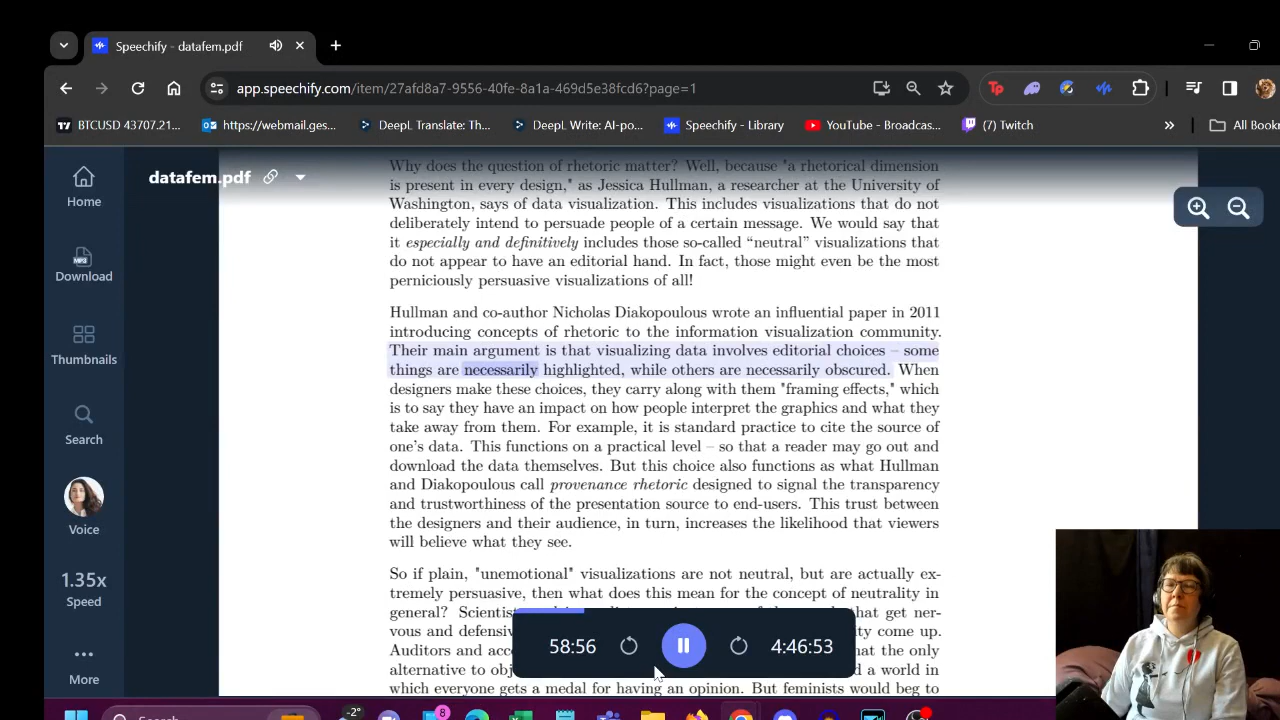 Speechify - datafem.pdf
app.speechify.com/item/27afd8a7-9556-40fe-8a1a-469d5e38fcd6?page=1
BTCUSD 43707.21... https://webmail.ges... DeepL Translate: Th... DeepL Write: AI-po... Speechify - Library YouTube - Broadcas... (7) Twitch » All Bookm
datafem.pdf
Home
Download
Thumbnails
Search
Voice
1.35x
Speed
More
Why does the question of rhetoric matter? Well, because "a rhetorical dimension
is present in every design," as Jessica Hullman, a researcher at the University of
Washington, says of data visualization. This includes visualizations that do not
deliberately intend to persuade people of a certain message. We would say that
it especially and definitively includes those so-called “neutral” visualizations that
do not appear to have an editorial hand. In fact, those might even be the most
perniciously persuasive visualizations of all!
Hullman and co-author Nicholas Diakopoulous wrote an influential paper in 2011
introducing concepts of rhetoric to the information visualization community.
Their main argument is that visualizing data involves editorial choices – some
things are necessarily highlighted, while others are necessarily obscured. When
designers make these choices, they carry along with them "framing effects," which
is to say they have an impact on how people interpret the graphics and what they
take away from them. For example, it is standard practice to cite the source of
one’s data. This functions on a practical level – so that a reader may go out and
download the data themselves. But this choice also functions as what Hullman
and Diakopoulous call provenance rhetoric designed to signal the transparency
and trustworthiness of the presentation source to end-users. This trust between
the designers and their audience, in turn, increases the likelihood that viewers
will believe what they see.
So if plain, "unemotional" visualizations are not neutral, but are actually ex-
tremely persuasive, then what does this mean for the concept of neutrality in
general? Scientist that get ner-
vous and defensiv ity come up.
Auditors and acco hat the only
alternative to obj d a world in
which everyone gets a medal for having an opinion. But feminists would beg to
58:56 4:46:53
Search
-2°
8